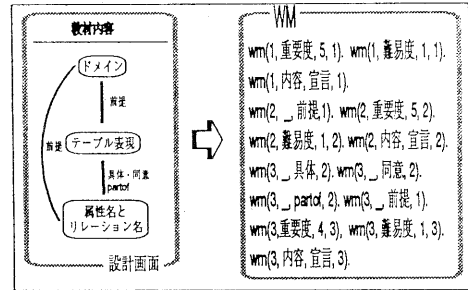 教材内容
ドメイン
前提
前提
テーブル表現
具体・同意
partof
属性名と
リレーション名
設計画面
WM
wm(1,重要度,5,1). wm(1,難易度,1,1).
wm(1,内容,宣言,1).
wm(2,_,前提,1). wm(2,重要度,5,2).
wm(2,難易度,1,2). wm(2,内容,宣言,2).
wm(3,_,具体,2). wm(3,_,同意,2).
wm(3,_,partof,2). wm(3,_,前提,1).
wm(3,重要度,4,3), wm(3,難易度,1,3).
wm(3,内容,宣言,3).